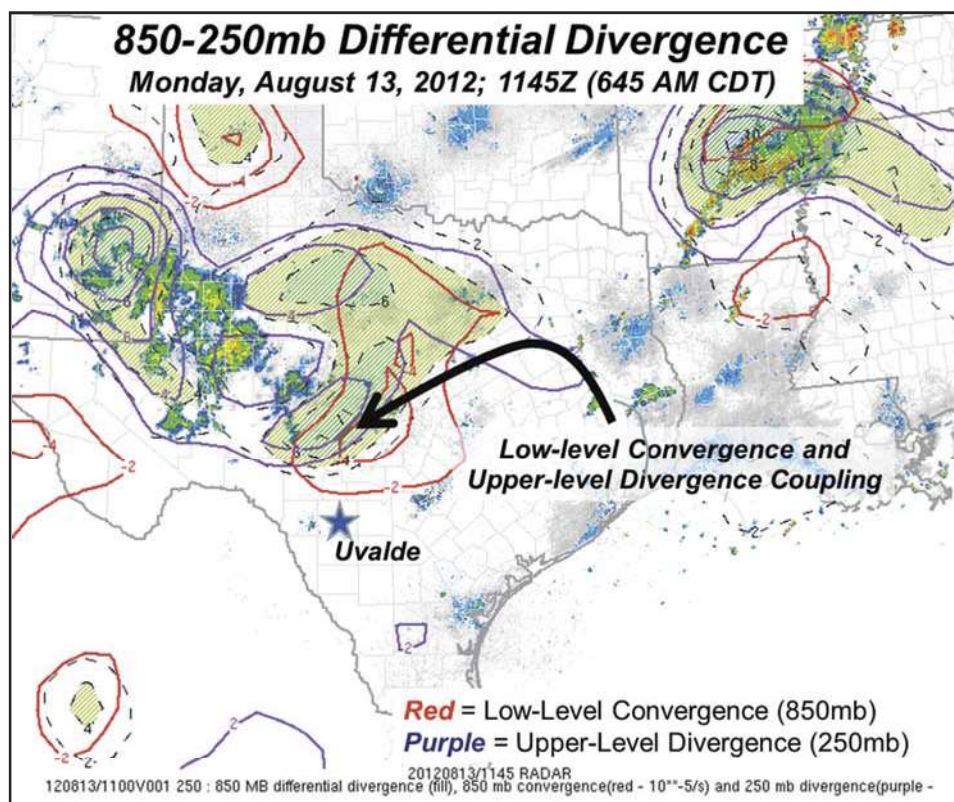 850-250mb Differential Divergence
Monday, August 13, 2012; 1145Z (645 AM CDT)
Low-level Convergence and
Upper-level Divergence Coupling
Uvalde
Red = Low-Level Convergence (850mb)
Purple = Upper-Level Divergence (250mb)
20120813/1145 RADAR
120813/1100V001 250 : 850 MB differential divergence (fill), 850 mb convergence(red - 10**-5/s) and 250 mb divergence(purple -